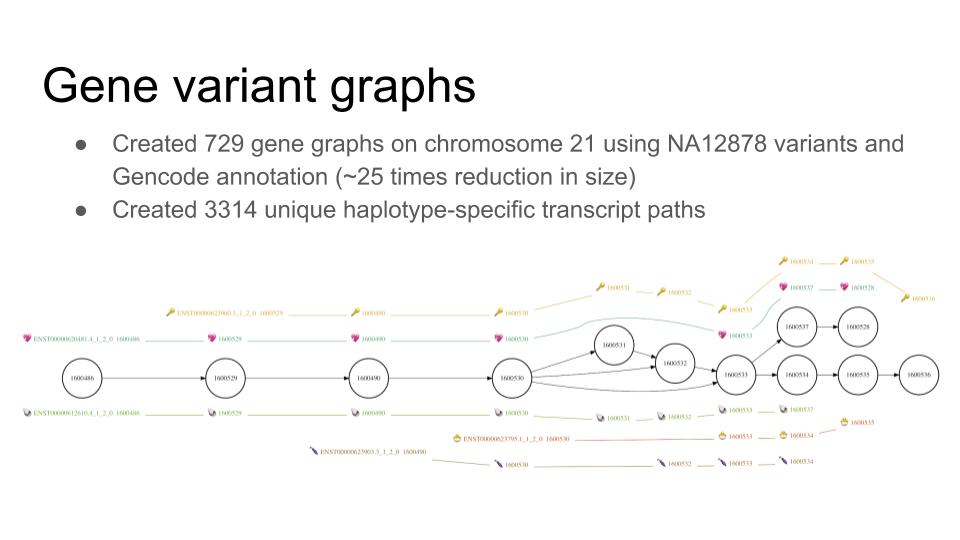 Gene variant graphs
● Created 729 gene graphs on chromosome 21 using NA12878 variants and
Gencode annotation (~25 times reduction in size)
● Created 3314 unique haplotype-specific transcript paths
1600534 1600535
1600531 1600532 1600537 1600528
1600536
ENST00000623960.3_1_2_0 1600529 1600490 1600530 1600533
ENST00000620481.4_1_2_0 1600486 1600529 1600490 1600530 1600533
1600537 1600528
1600531
1600532
1600486 1600529 1600490 1600530 1600533 1600534 1600535 1600536
ENST00000612610.4_1_2_0 1600486 1600529 1600490 1600530 1600531 1600532 1600533 1600537
1600535
ENST00000623795.1_1_2_0 1600530 1600533 1600534
ENST00000623903.3_1_2_0 1600490
1600530 1600532 1600533 1600534